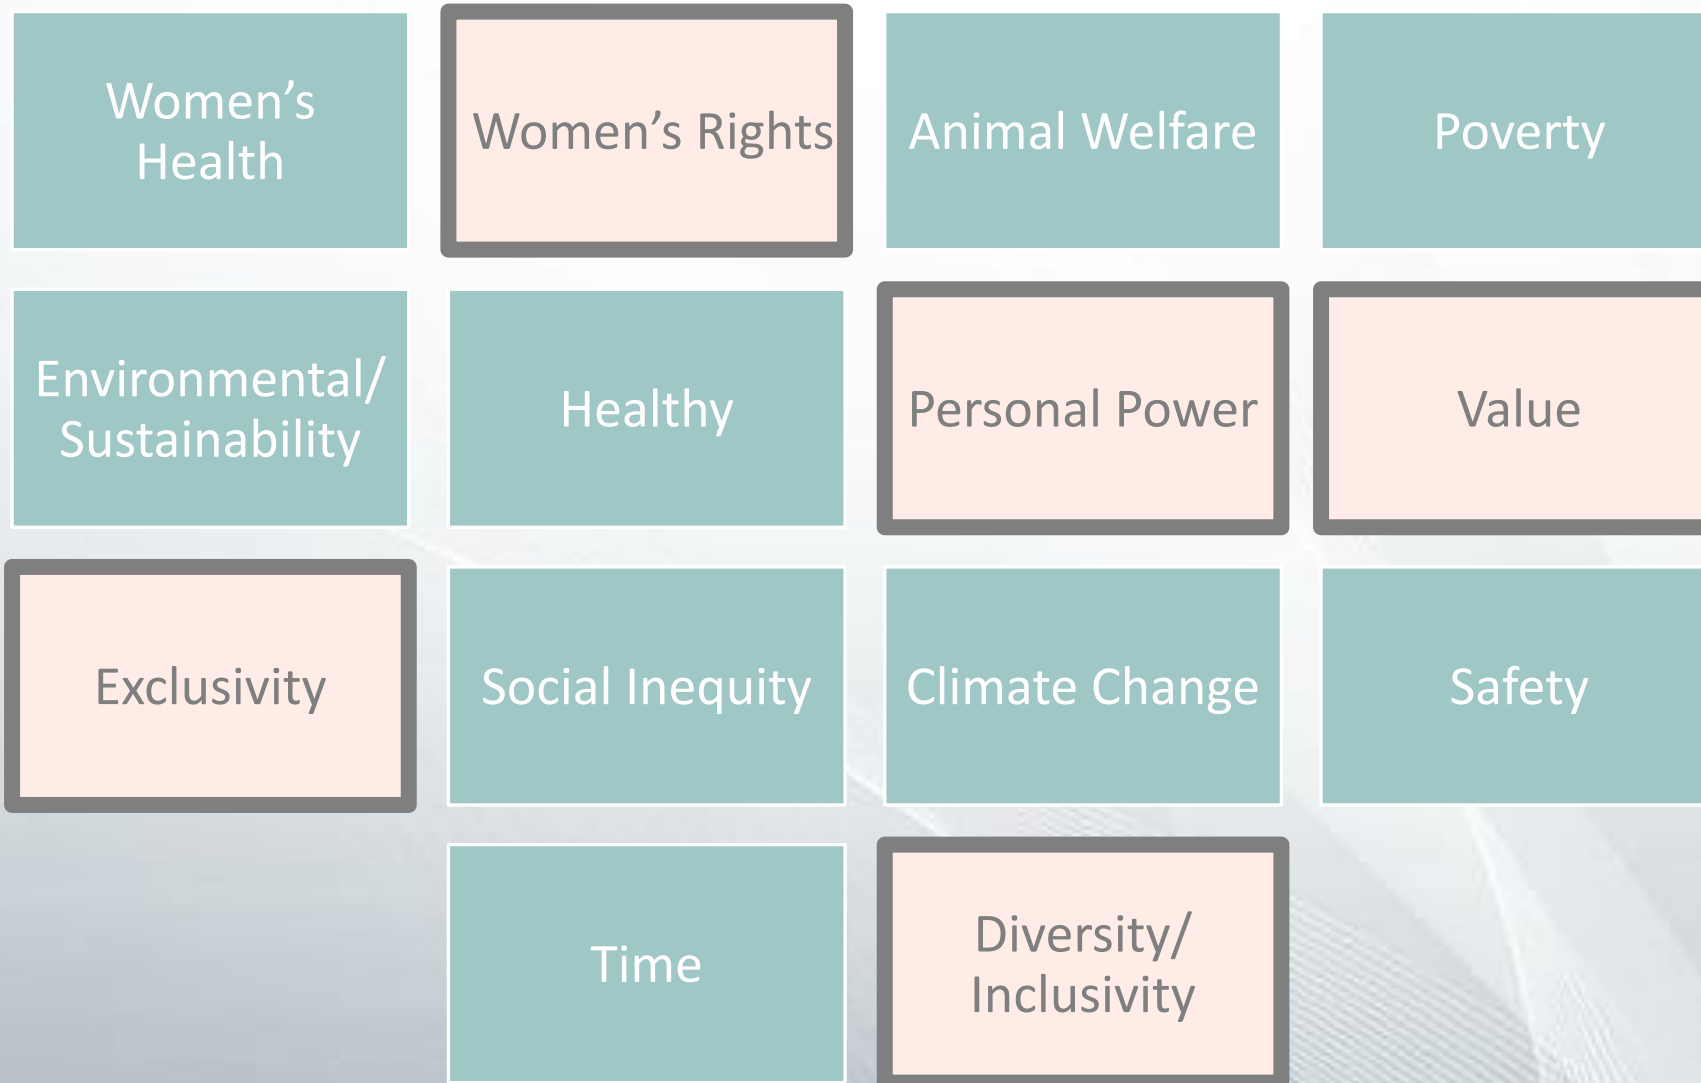 Women’s
Health
Women’s Rights
Animal Welfare
Poverty
Environmental/
Sustainability
Healthy
Personal Power
Value
Exclusivity
Social Inequity
Climate Change
Safety
Time
Diversity/
Inclusivity